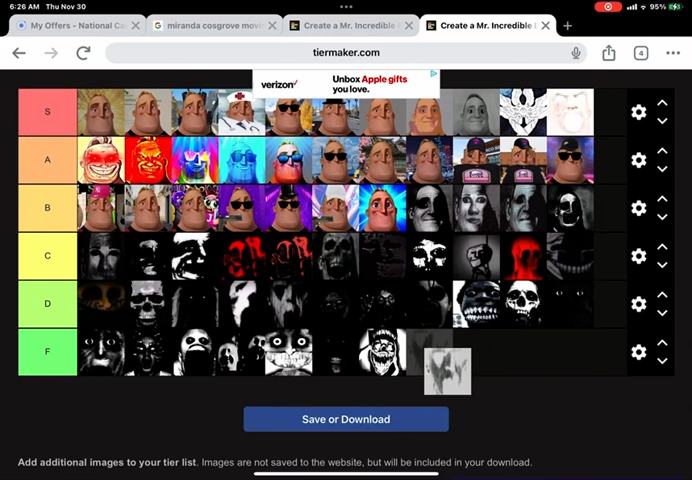 6:26 AM Thu Nov 30
95%
My Offers - National Ca
miranda cosgrove movi
Create a Mr. Incredible E
Create a Mr. Incredible E
tiermaker.com
4
verizon
Unbox Apple gifts
you love.
S
A
B
C
D
F
Save or Download
Add additional images to your tier list. Images are not saved to the website, but will be included in your download.